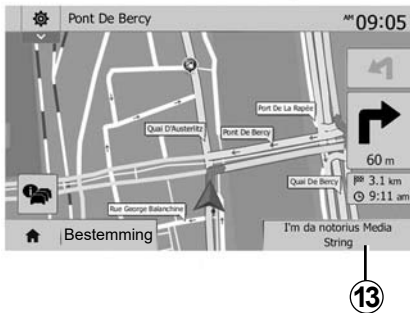 Pont De Bercy
AM 09:05
Port De La Rapée
Quai D'Austerlitz
Pont De Bercy
60 m
Quai De Bercy
3.1 km
9:11 am
Rue George Balanchine
Bestemming
I'm da notorius Media
String
13